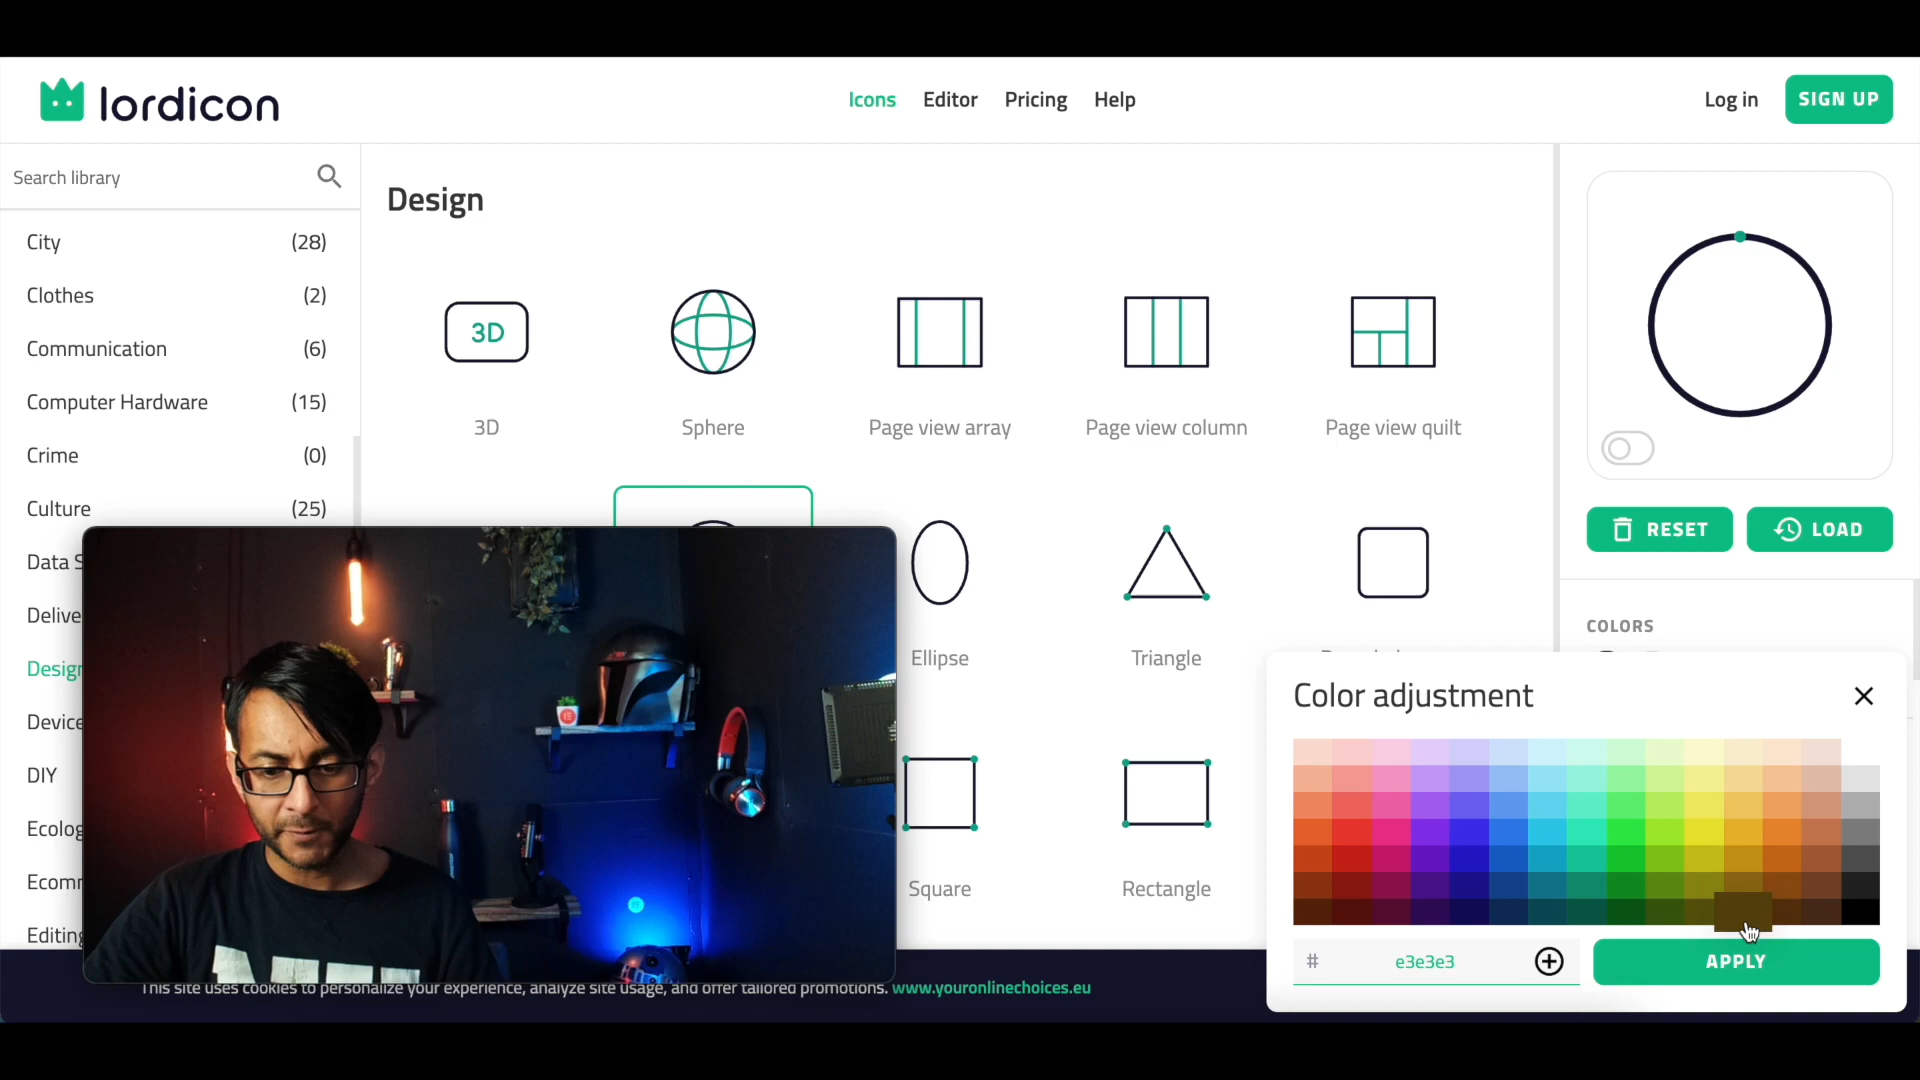 lordicon
Icons
Editor
Pricing
Help
Log in
SIGN UP
Search library
City
(28)
Clothes
(2)
Communication
(6)
Computer Hardware
(15)
Crime
(0)
Culture
(25)
Data
DIY
Design
3D
3D
Sphere
Page view array
Page view column
Page view quilt
Ellipse
Triangle
Square
Rectangle
RESET
LOAD
COLORS
Color adjustment
#
e3e3e3
APPLY
This site uses cookies to personalize your experience, analyze site usage, and offer tailored promotions. www.youronlinechoices.eu